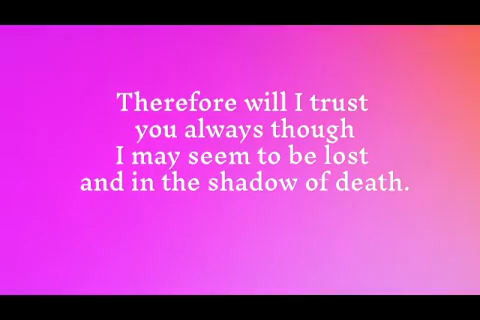 Therefore will I trust
you always though
I may seem to be lost
and in the shadow of death.